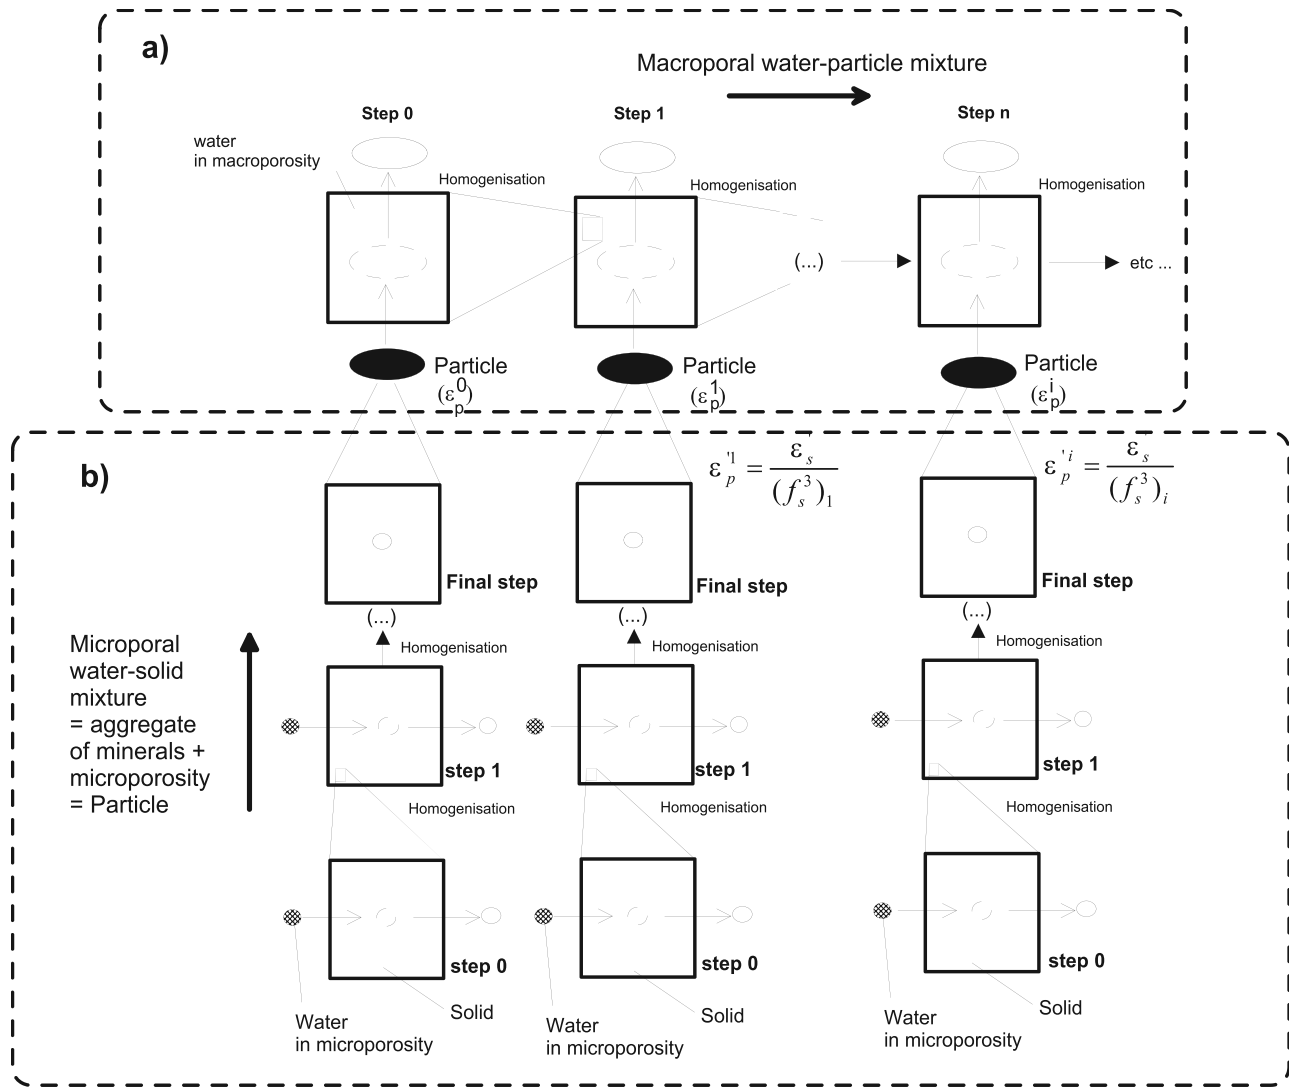 a)
Macroporal water-particle mixture
Step 0
Step 1
Step n
water
in macroporosity
Homogenisation
Homogenisation
Homogenisation
(...)
etc ...
Particle
(ε_p^0)
Particle
(ε_p^1)
Particle
(ε_p^i)
b)
ε_p^{'1} = ε_s^' / (f_s^3)_1
ε_p^{'i} = ε_s^' / (f_s^3)_i
Final step
Final step
Final step
(...)
(...)
(...)
Homogenisation
Homogenisation
Homogenisation
Microporal
water-solid
mixture
= aggregate
of minerals +
microporosity
= Particle
step 1
step 1
step 1
Homogenisation
Homogenisation
Homogenisation
step 0
step 0
step 0
Solid
Solid
Solid
Water
in microporosity
Water
in microporosity
Water
in microporosity